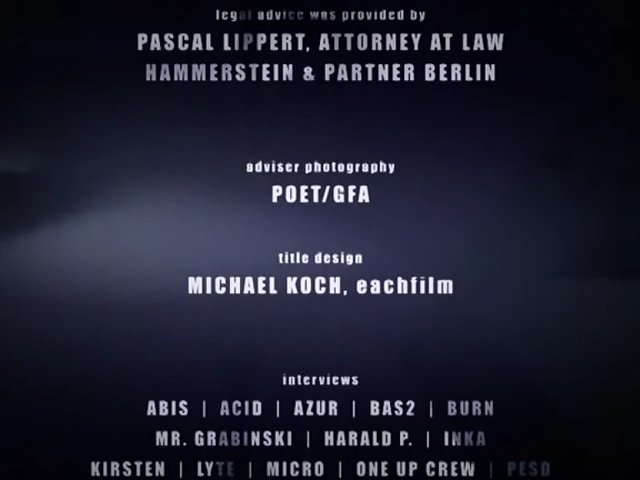 legal advice was provided by
PASCAL LIPPERT, ATTORNEY AT LAW
HAMMERSTEIN & PARTNER BERLIN
adviser photography
POET/GFA
title design
MICHAEL KOCH, eachfilm
interviews
ABIS | ACID | AZUR | BAS2 | BURN
MR. GRABINSKI | HARALD P. | INKA
KIRSTEN | LYTE | MICRO | ONE UP CREW | PESD